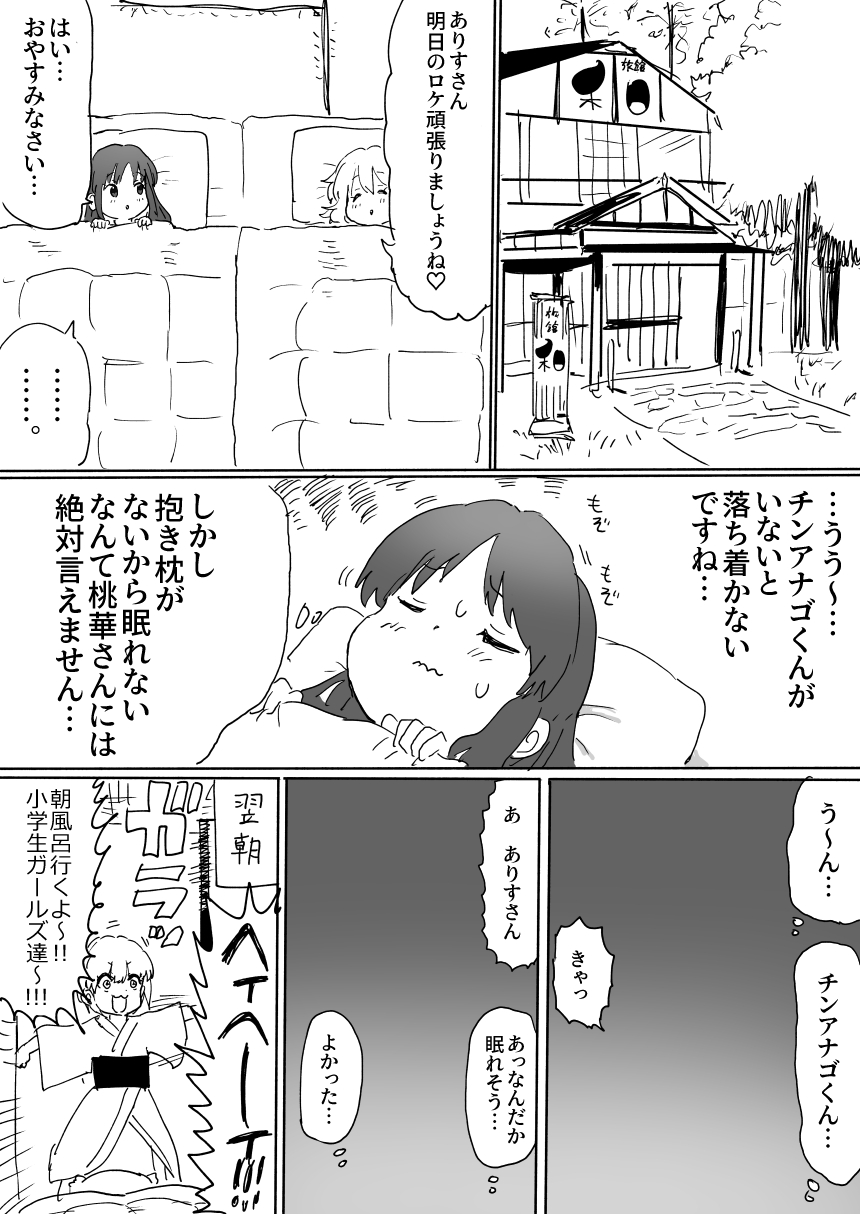 旅館
旅館
ありすさん
明日のロケ頑張りましょうね♡
はい…
おやすみなさい…
……
……。
…うう～…
チンアナゴくんが
いないと
落ち着かない
ですね…
もぞ
もぞ
しかし
抱き枕が
ないから眠れない
なんて桃華さんには
絶対言えません…
う～ん…
チンアナゴくん…
きゃっ
あ　ありすさん
あっなんだか
眠れそう…
よかった…
翌朝
ヘイヘーイ!!!
ガラッ
朝風呂行くよ～!!
小学生ガールズ達～!!!